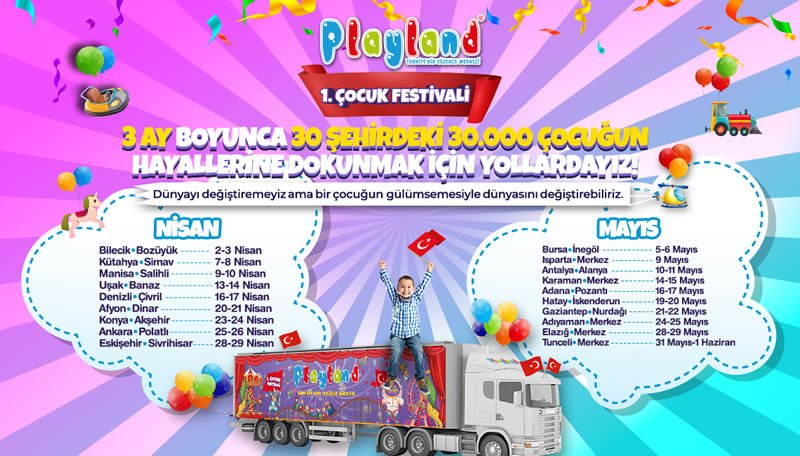 Playland
TÜRKİYE'NİN EĞLENCE MERKEZİ
1. ÇOCUK FESTİVALİ
3 AY BOYUNCA 30 ŞEHİRDEKİ 30.000 ÇOCUĞUN
HAYALLERİNE DOKUNMAK İÇİN YOLLARDAYIZ!
Dünyayı değiştiremeyiz ama bir çocuğun gülümsemesiyle dünyasını değiştirebiliriz.
NİSAN
Bilecik•Bozüyük 2-3 Nisan
Kütahya•Simav 7-8 Nisan
Manisa•Salihli 9-10 Nisan
Uşak•Banaz 13-14 Nisan
Denizli•Çivril 16-17 Nisan
Afyon•Dinar 20-21 Nisan
Konya•Akşehir 23-24 Nisan
Ankara•Polatlı 25-26 Nisan
Eskişehir•Sivrihisar 28-29 Nisan
MAYIS
Bursa•İnegöl 5-6 Mayıs
Isparta•Merkez 9 Mayıs
Antalya•Alanya 10-11 Mayıs
Karaman•Merkez 14-15 Mayıs
Adana•Pozantı 16-17 Mayıs
Hatay•İskenderun 19-20 Mayıs
Gaziantep•Nurdağı 21-22 Mayıs
Adıyaman•Merkez 24-25 Mayıs
Elazığ•Merkez 28-29 Mayıs
Tunceli•Merkez 31 Mayıs-1 Haziran
Playland
1. ÇOCUK FESTİVALİ